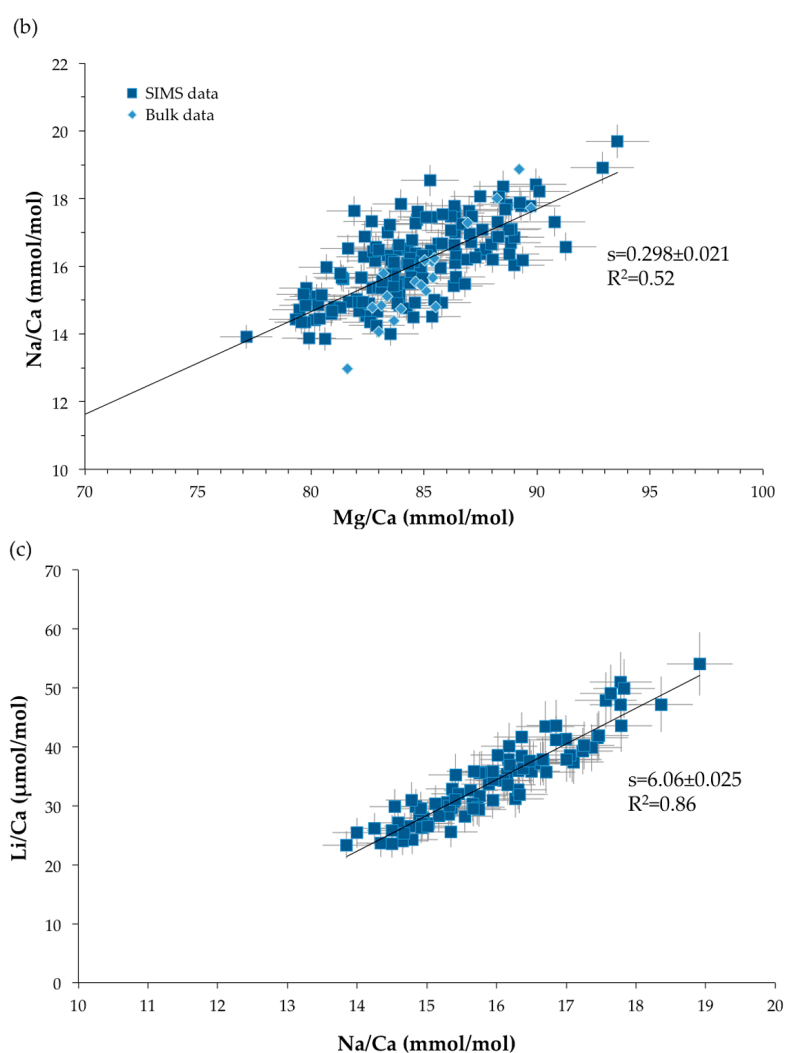 (b)
22
20
18
16
14
12
10
Na/Ca (mmol/mol)
SIMS data
Bulk data
s=0.298±0.021
R²=0.52
70 75 80 85 90 95 100
Mg/Ca (mmol/mol)
(c)
70
60
50
40
30
20
10
0
Li/Ca (μmol/mol)
s=6.06±0.025
R²=0.86
10 11 12 13 14 15 16 17 18 19 20
Na/Ca (mmol/mol)